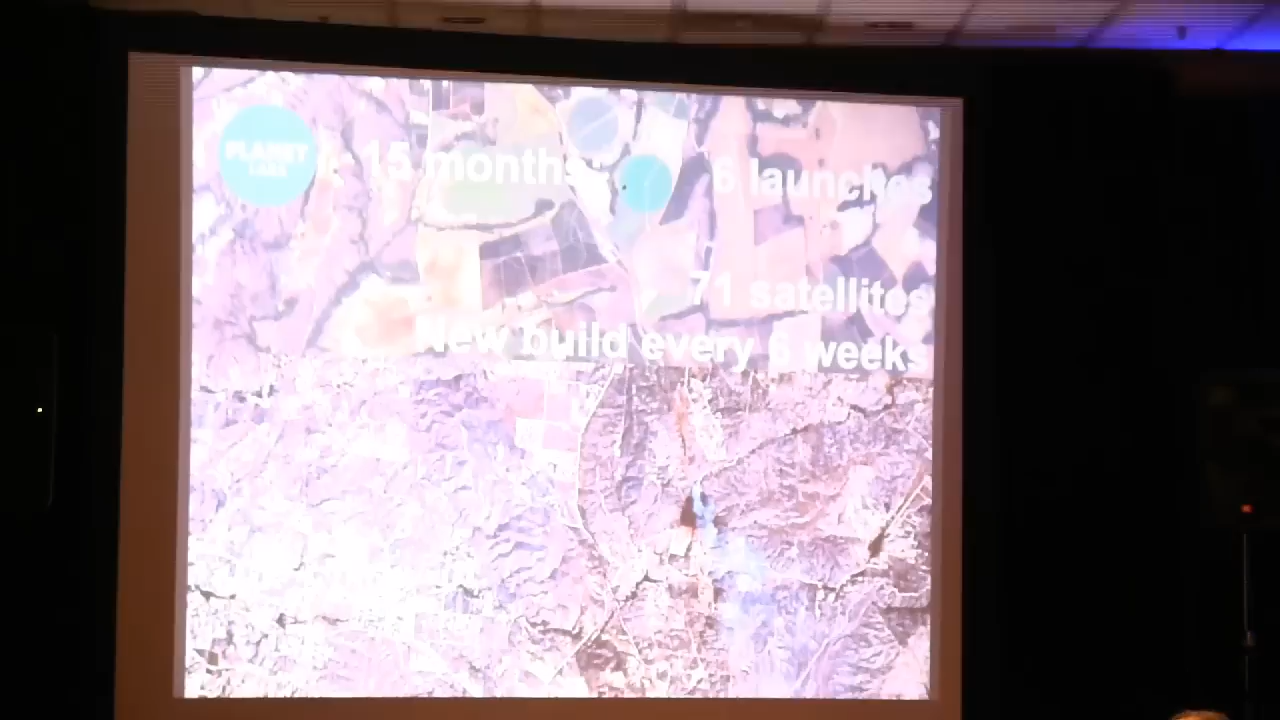 PLANET
LABS
15 months:
6 launches
71 satellites
New build every 6 weeks